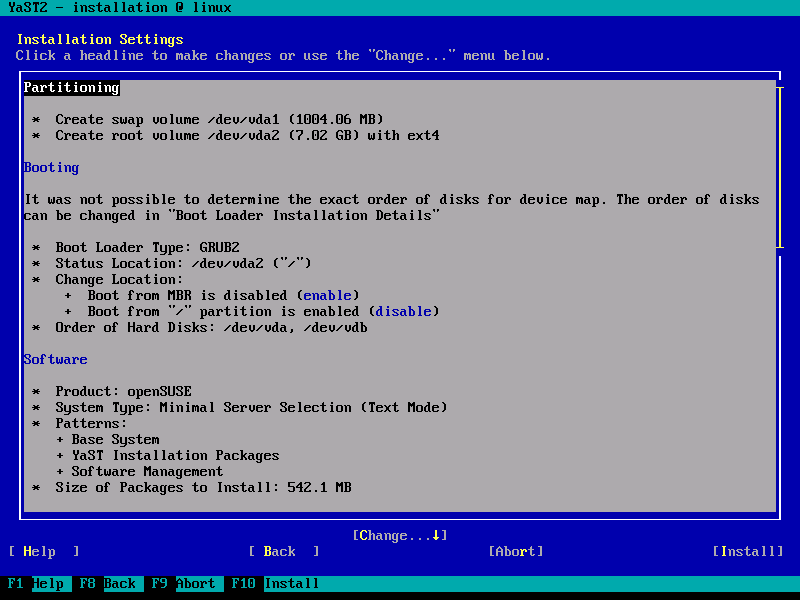 YaST2 - installation @ linux
Installation Settings
Click a headline to make changes or use the "Change..." menu below.
Partitioning
* Create swap volume /dev/vda1 (1004.06 MB)
* Create root volume /dev/vda2 (7.02 GB) with ext4
Booting
It was not possible to determine the exact order of disks for device map. The order of disks
can be changed in "Boot Loader Installation Details"
* Boot Loader Type: GRUB2
* Status Location: /dev/vda2 ("/")
* Change Location:
+ Boot from MBR is disabled (enable)
+ Boot from "/" partition is enabled (disable)
* Order of Hard Disks: /dev/vda, /dev/vdb
Software
* Product: openSUSE
* System Type: Minimal Server Selection (Text Mode)
* Patterns:
+ Base System
+ YaST Installation Packages
+ Software Management
* Size of Packages to Install: 542.1 MB
[Change...↓]
[ Help ] [ Back ] [Abort] [Install]
F1 Help F8 Back F9 Abort F10 Install